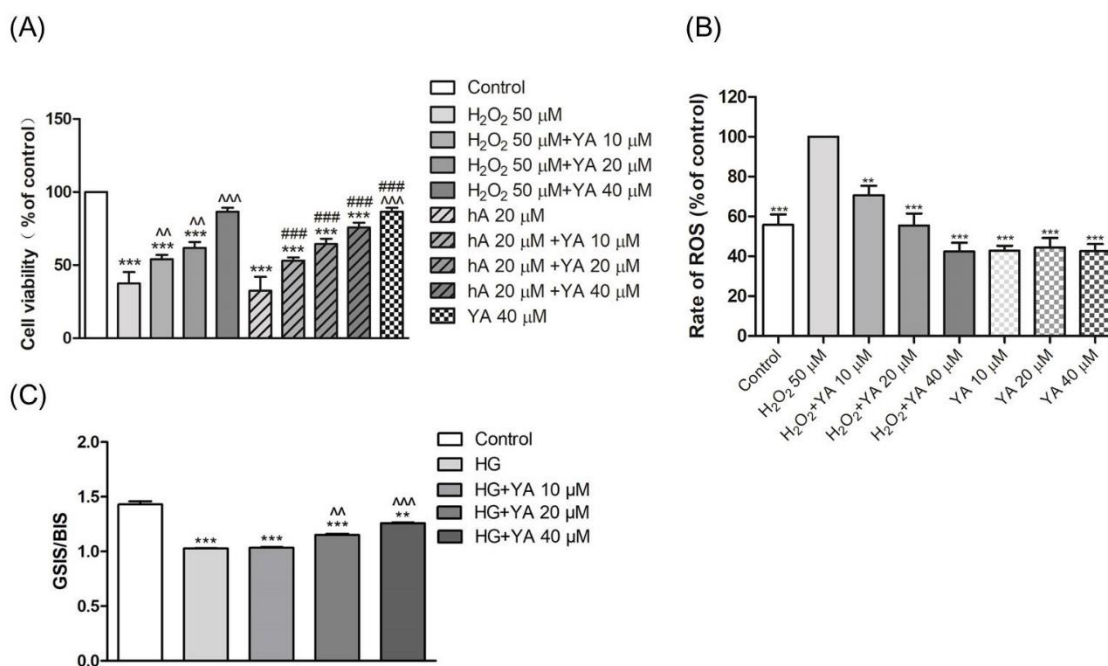 (A)
Cell viability ( % of control)
150
100
50
0
***
^^
***
^^
***
^^^
***
###
***
###
***
###
***
###
^^^
Control
H₂O₂ 50 μM
H₂O₂ 50 μM+YA 10 μM
H₂O₂ 50 μM+YA 20 μM
H₂O₂ 50 μM+YA 40 μM
hA 20 μM
hA 20 μM +YA 10 μM
hA 20 μM +YA 20 μM
hA 20 μM +YA 40 μM
YA 40 μM
(B)
Rate of ROS (% of control)
120
100
80
60
40
20
0
***
**
***
***
***
***
***
Control
H₂O₂ 50 μM
H₂O₂+YA 10 μM
H₂O₂+YA 20 μM
H₂O₂+YA 40 μM
YA 10 μM
YA 20 μM
YA 40 μM
(C)
GSIS/BIS
2.0
1.5
1.0
0.5
0.0
***
***
^^
***
^^^
**
Control
HG
HG+YA 10 μM
HG+YA 20 μM
HG+YA 40 μM